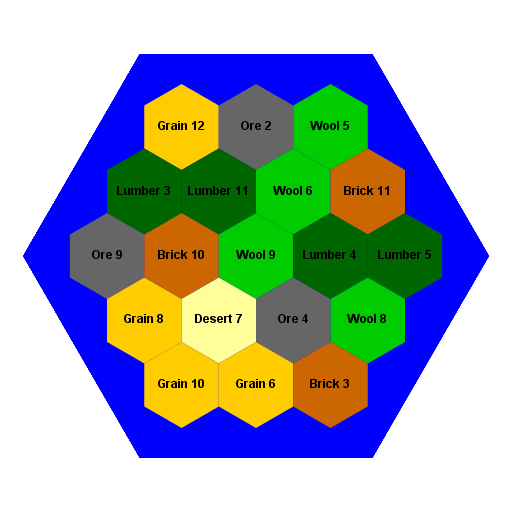 Grain 12 Ore 2 Wool 5
Lumber 3 Lumber 11 Wool 6 Brick 11
Ore 9 Brick 10 Wool 9 Lumber 4 Lumber 5
Grain 8 Desert 7 Ore 4 Wool 8
Grain 10 Grain 6 Brick 3